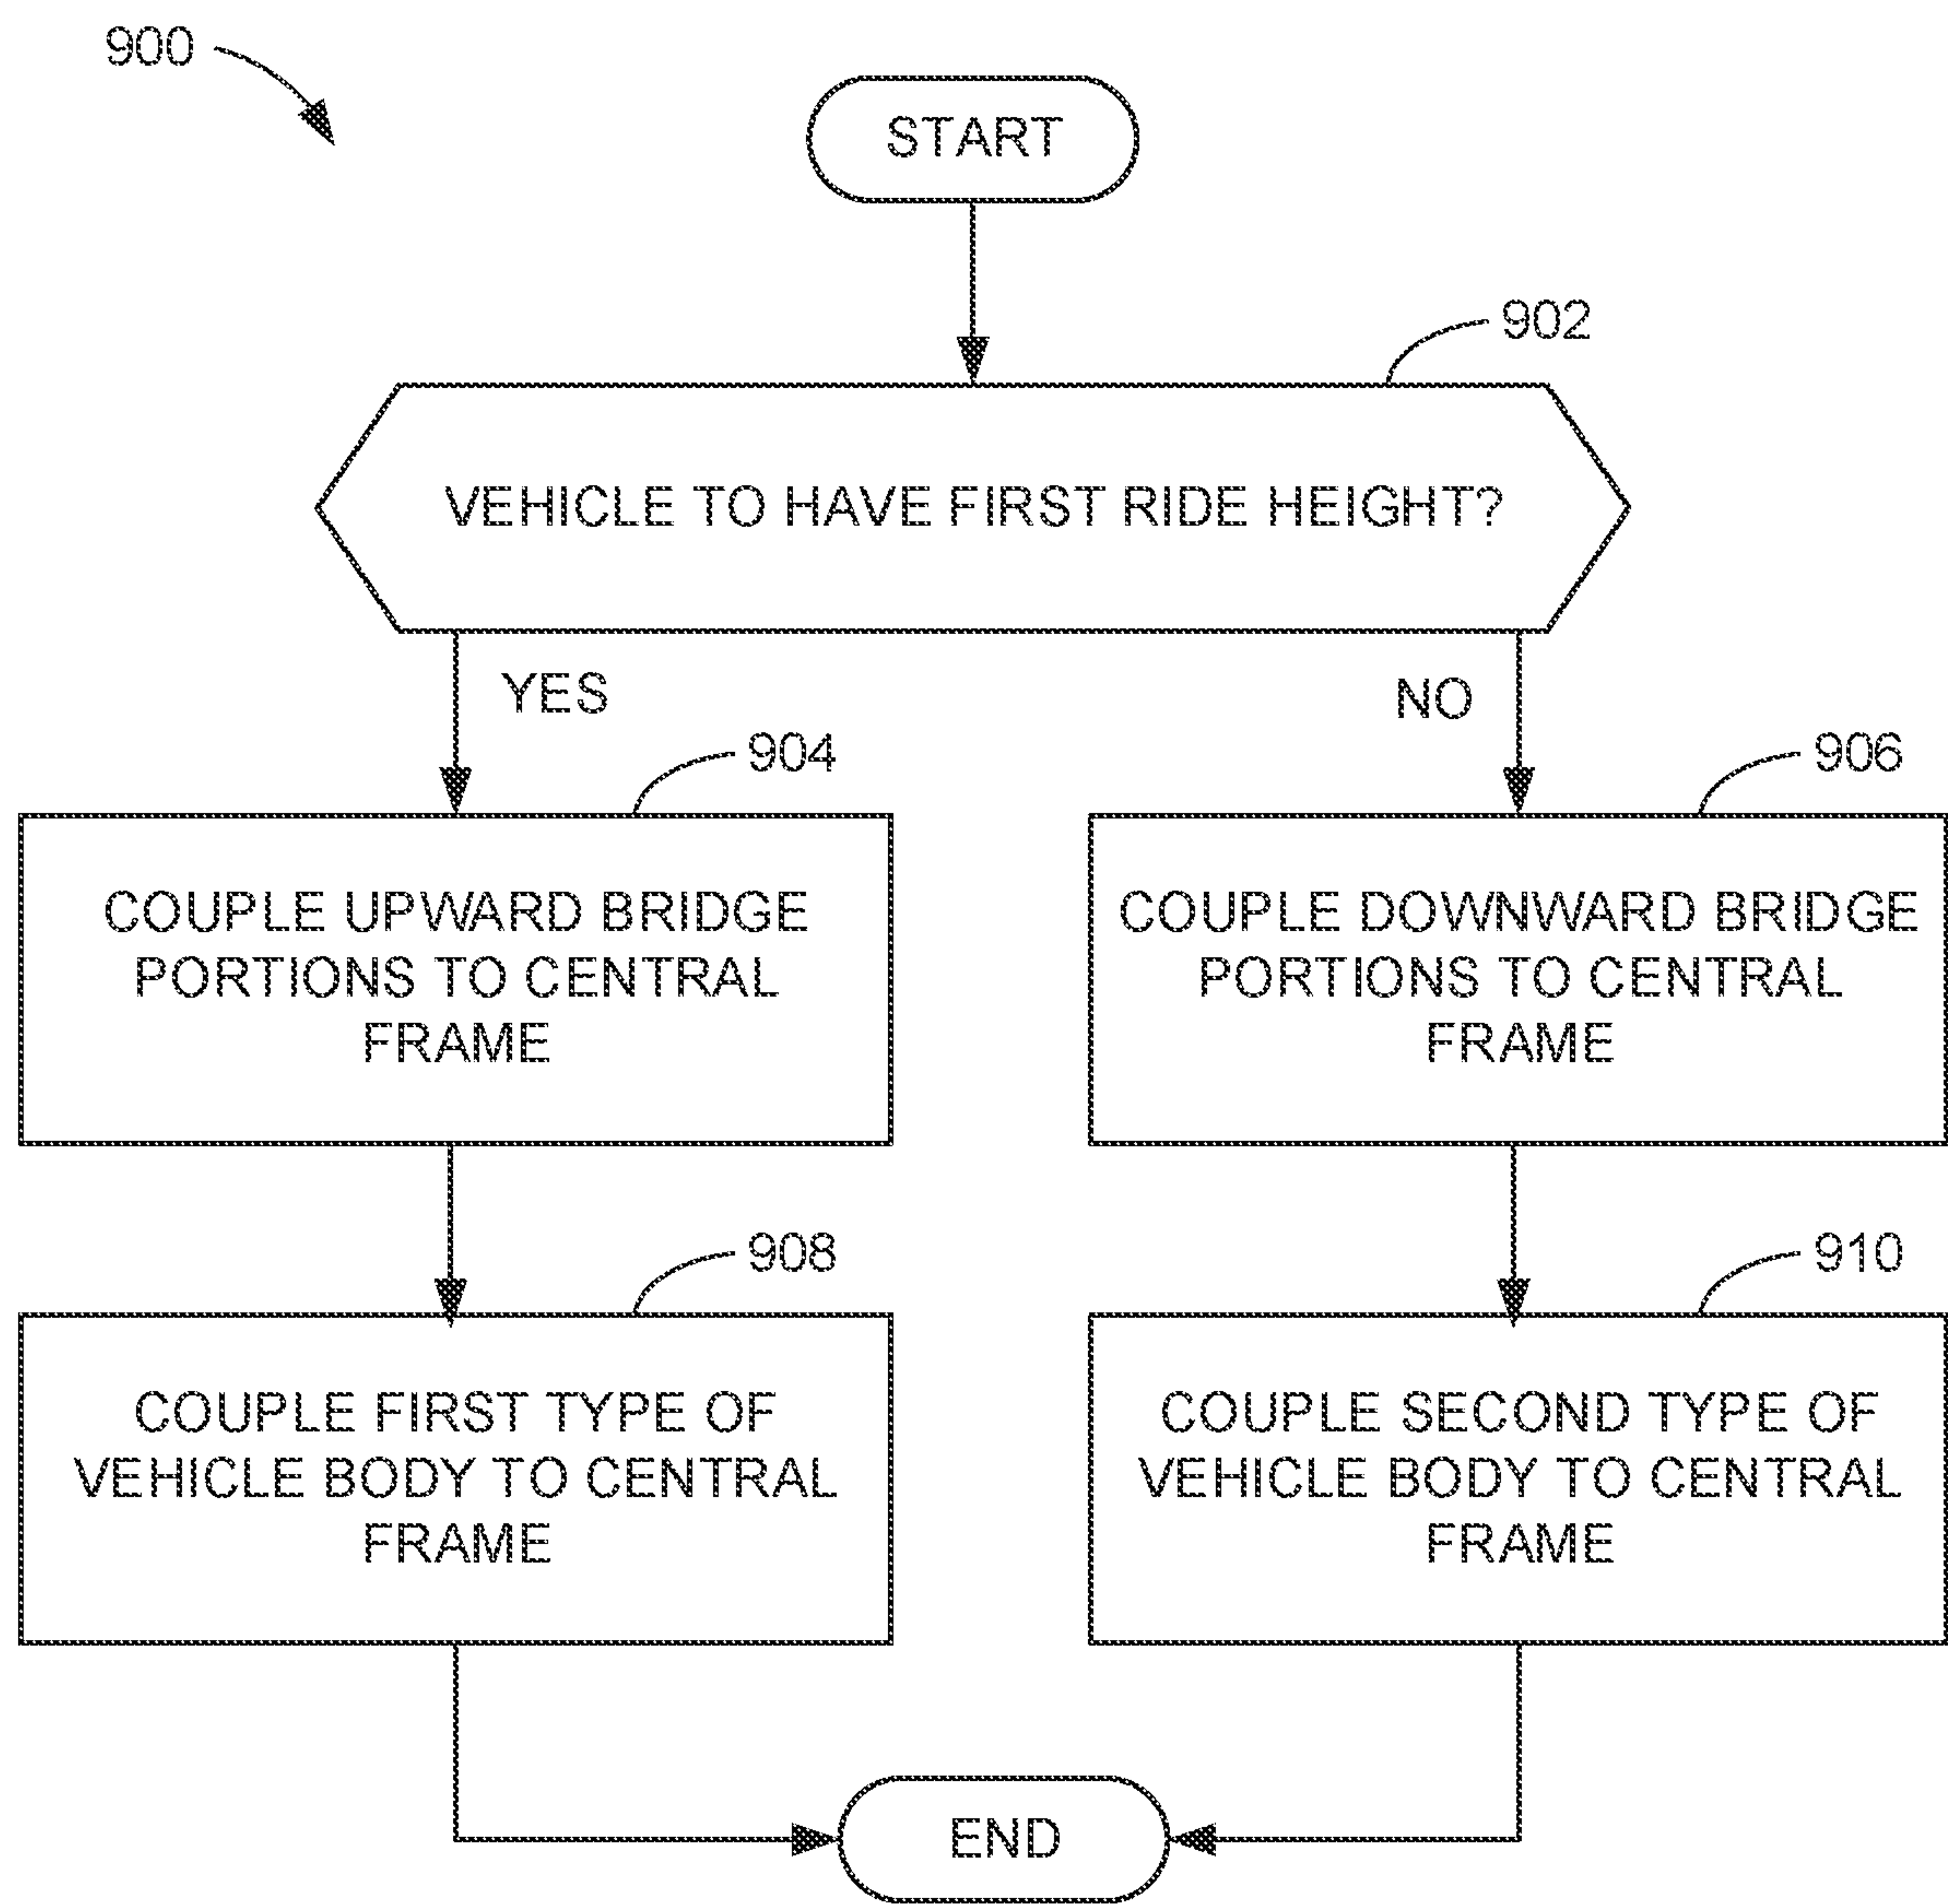 900
START
902
VEHICLE TO HAVE FIRST RIDE HEIGHT?
YES
NO
904
906
COUPLE UPWARD BRIDGE
PORTIONS TO CENTRAL
FRAME
COUPLE DOWNWARD BRIDGE
PORTIONS TO CENTRAL
FRAME
908
910
COUPLE FIRST TYPE OF
VEHICLE BODY TO CENTRAL
FRAME
COUPLE SECOND TYPE OF
VEHICLE BODY TO CENTRAL
FRAME
END